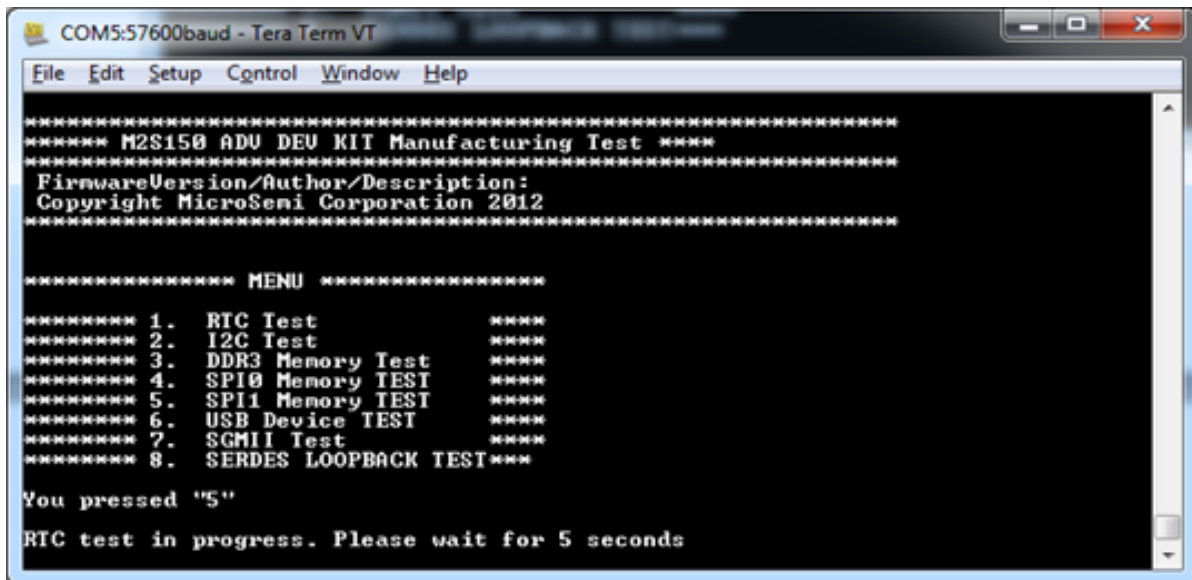 COM5:57600baud - Tera Term VT
File Edit Setup Control Window Help
*************************************************************
****** M2S150 ADV DEV KIT Manufacturing Test ****
*************************************************************
FirmwareVersion/Author/Description:
Copyright MicroSemi Corporation 2012
*************************************************************
*************** MENU ****************
******** 1. RTC Test ****
******** 2. I2C Test ****
******** 3. DDR3 Memory Test ****
******** 4. SPI0 Memory TEST ****
******** 5. SPI1 Memory TEST ****
******** 6. USB Device TEST ****
******** 7. SGMII Test ****
******** 8. SERDES LOOPBACK TEST***
You pressed "5"
RTC test in progress. Please wait for 5 seconds